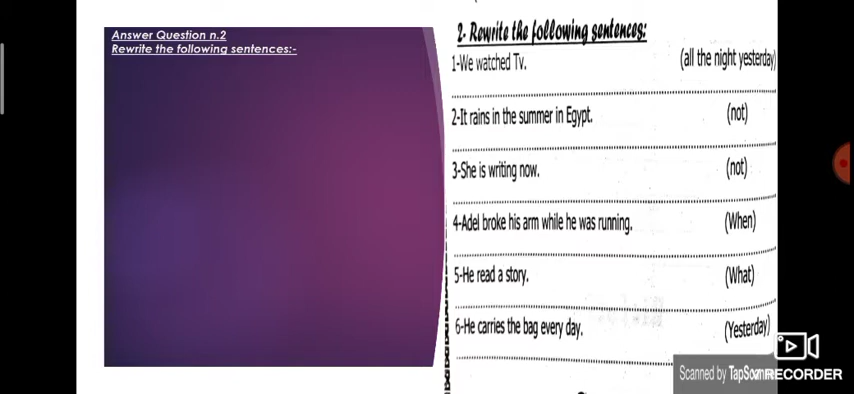 Answer Question n.2
Rewrite the following sentences:-
2- Rewrite the following sentences:
1-We watched Tv. (all the night yesterday)
2-It rains in the summer in Egypt. (not)
3-She is writing now. (not)
4-Adel broke his arm while he was running. (When)
5-He read a story. (What)
6-He carries the bag every day. (Yesterday)
Scanned by
RECORDER